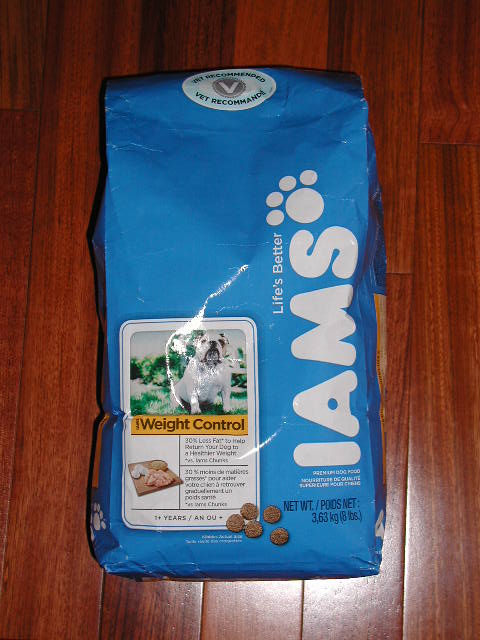 VET RECOMMENDED
V
VET RECOMMANDÉ
Life's Better
IAMS
Weight Control
30% Less Fat* to Help
Return Your Dog to
a Healthier Weight
*vs. Iams Chunks
30 % moins de matières
grasses* pour aider
votre chien à retrouver
graduellement un
poids santé
*vs Iams Chunks
1+ YEARS / AN OU +
Kibbles Actual Size
PREMIUM DOG FOOD
NOURRITURE DE QUALITÉ
SUPÉRIEURE POUR CHIENS
NET WT. / POIDS NET :
3,63 kg (8 lbs.)